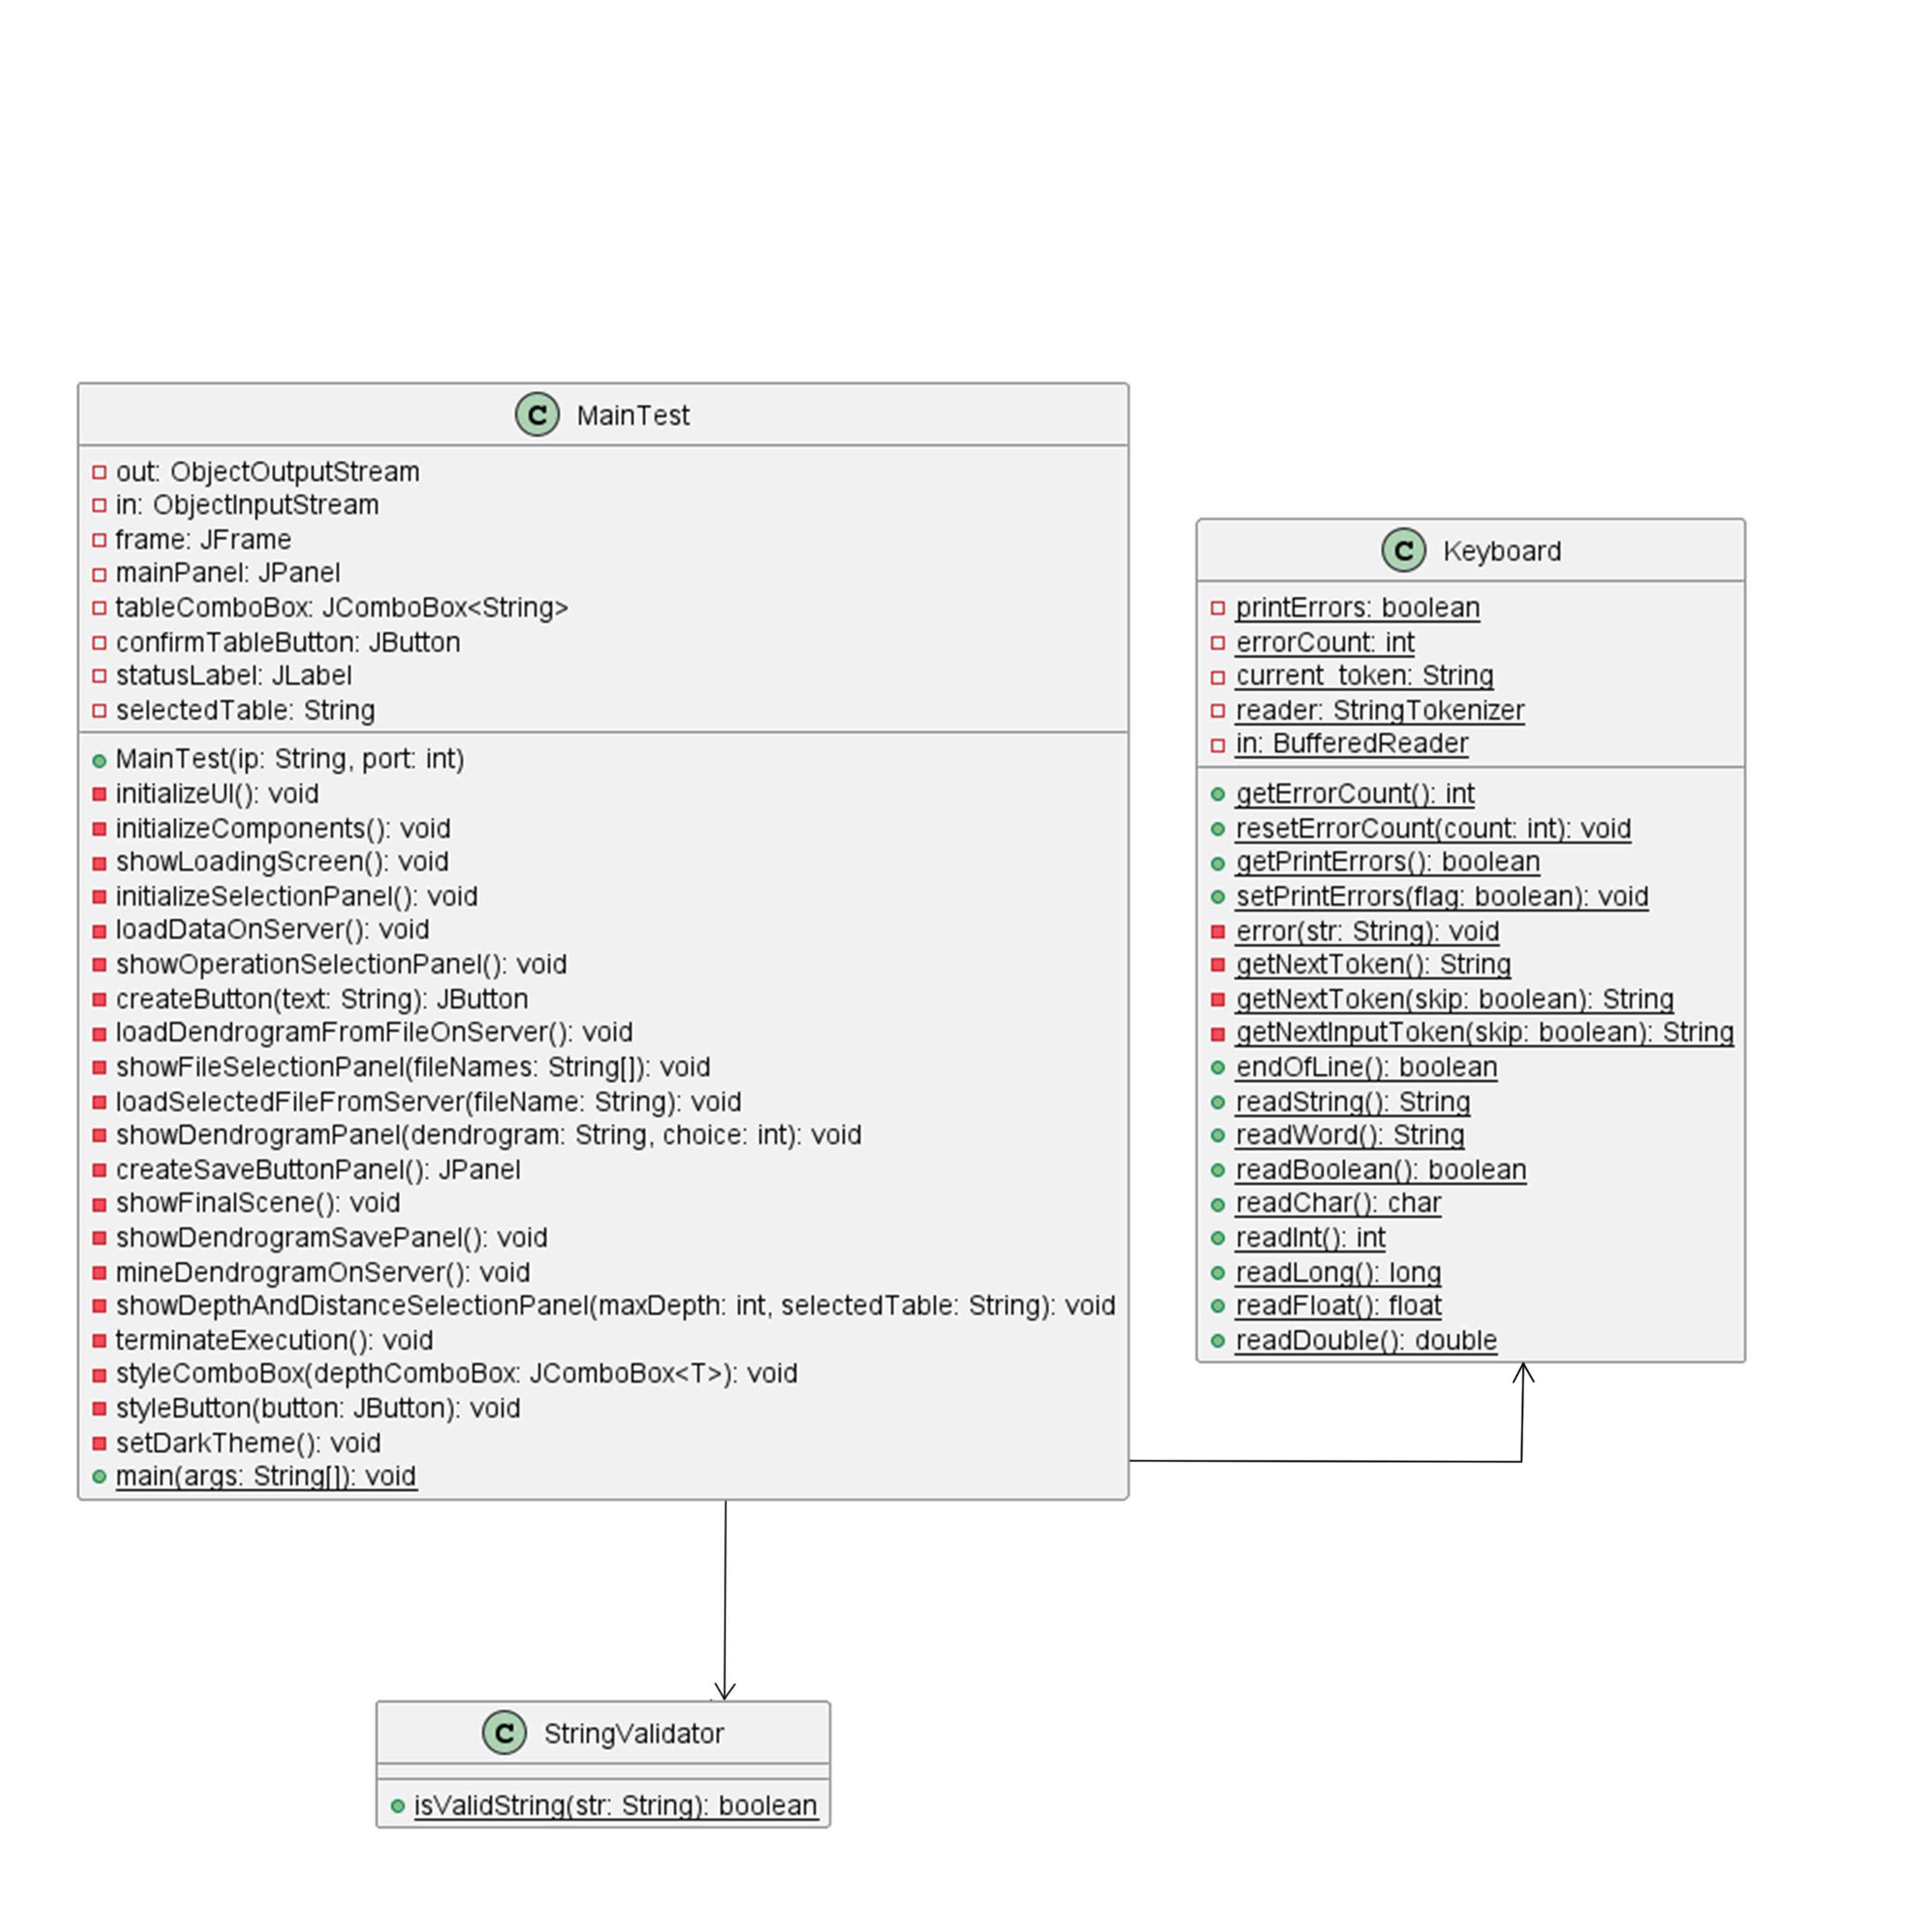 C MainTest
out: ObjectOutputStream
in: ObjectInputStream
frame: JFrame
mainPanel: JPanel
tableComboBox: JComboBox<String>
confirmTableButton: JButton
statusLabel: JLabel
selectedTable: String
MainTest(ip: String, port: int)
initializeUI(): void
initializeComponents(): void
showLoadingScreen(): void
initializeSelectionPanel(): void
loadDataOnServer(): void
showOperationSelectionPanel(): void
createButton(text: String): JButton
loadDendrogramFromFileOnServer(): void
showFileSelectionPanel(fileNames: String[]): void
loadSelectedFileFromServer(fileName: String): void
showDendrogramPanel(dendrogram: String, choice: int): void
createSaveButtonPanel(): JPanel
showFinalScene(): void
showDendrogramSavePanel(): void
mineDendrogramOnServer(): void
showDepthAndDistanceSelectionPanel(maxDepth: int, selectedTable: String): void
terminateExecution(): void
styleComboBox(depthComboBox: JComboBox<T>): void
styleButton(button: JButton): void
setDarkTheme(): void
main(args: String[]): void
C Keyboard
printErrors: boolean
errorCount: int
current_token: String
reader: StringTokenizer
in: BufferedReader
getErrorCount(): int
resetErrorCount(count: int): void
getPrintErrors(): boolean
setPrintErrors(flag: boolean): void
error(str: String): void
getNextToken(): String
getNextToken(skip: boolean): String
getNextInputToken(skip: boolean): String
endOfLine(): boolean
readString(): String
readWord(): String
readBoolean(): boolean
readChar(): char
readInt(): int
readLong(): long
readFloat(): float
readDouble(): double
C StringValidator
isValidString(str: String): boolean